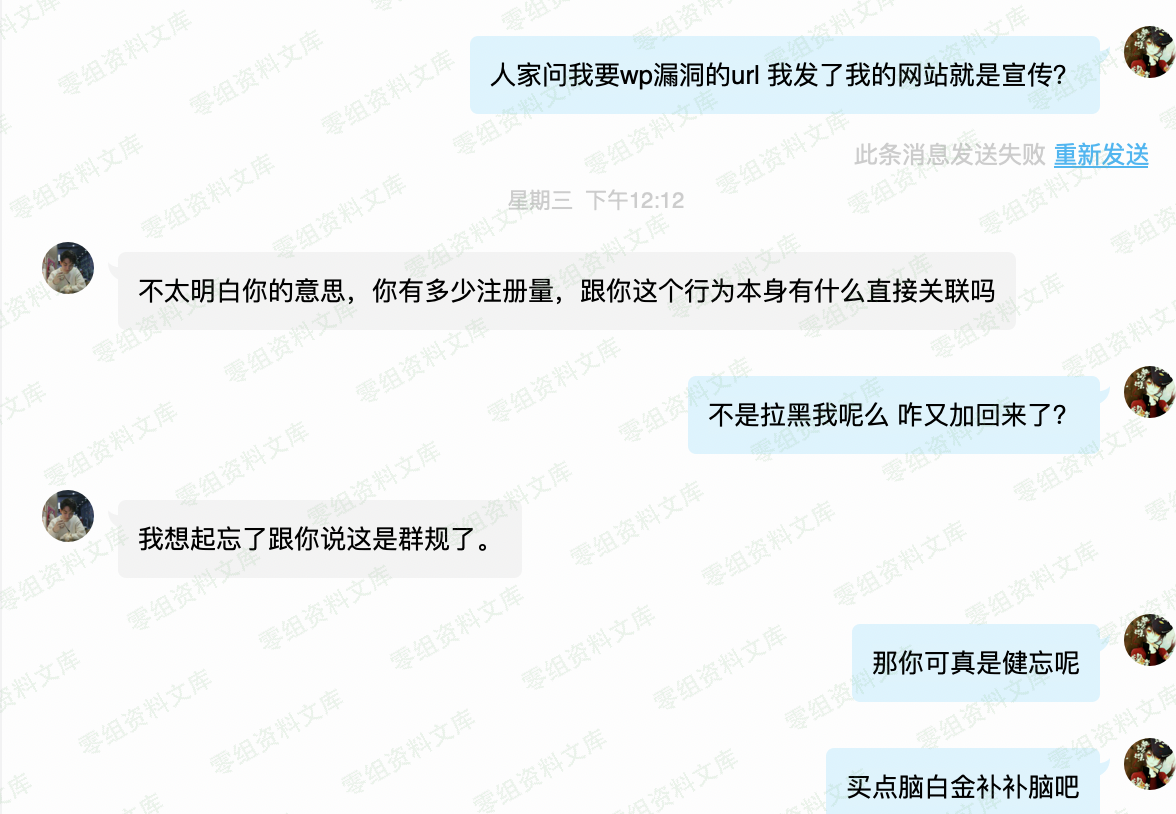 人家问我要wp漏洞的url 我发了我的网站就是宣传?
此条消息发送失败 重新发送
星期三 下午12:12
不太明白你的意思，你有多少注册量，跟你这个行为本身有什么直接关联吗
不是拉黑我呢么 咋又加回来了?
我想起忘了跟你说这是群规了。
那你可真是健忘呢
买点脑白金补补脑吧
零组资料文库